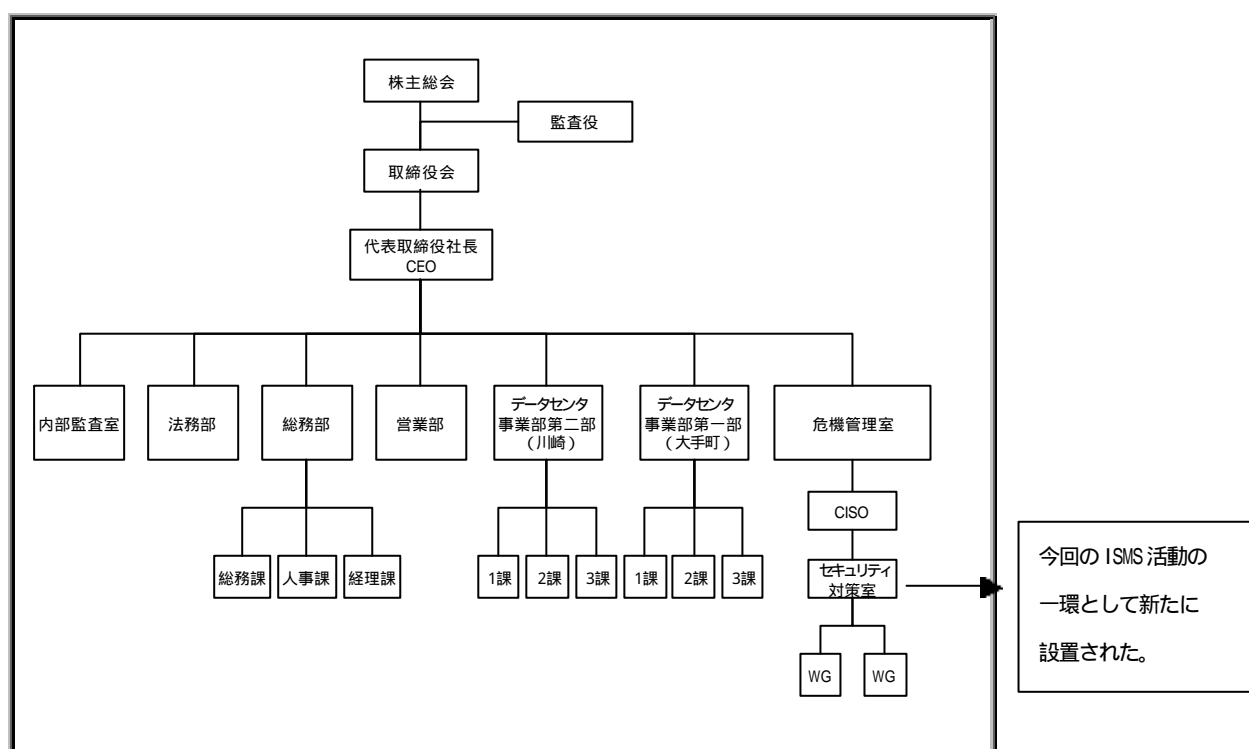 株主総会
監査役
取締役会
代表取締役社長
CEO
内部監査室
法務部
総務部
営業部
データセンタ
事業部第二部
(川崎)
データセンタ
事業部第一部
(大手町)
危機管理室
CISO
総務課
人事課
経理課
1課
2課
3課
1課
2課
3課
セキュリティ
対策室
WG
WG
今回の ISMS 活動の
一環として新たに
設置された。